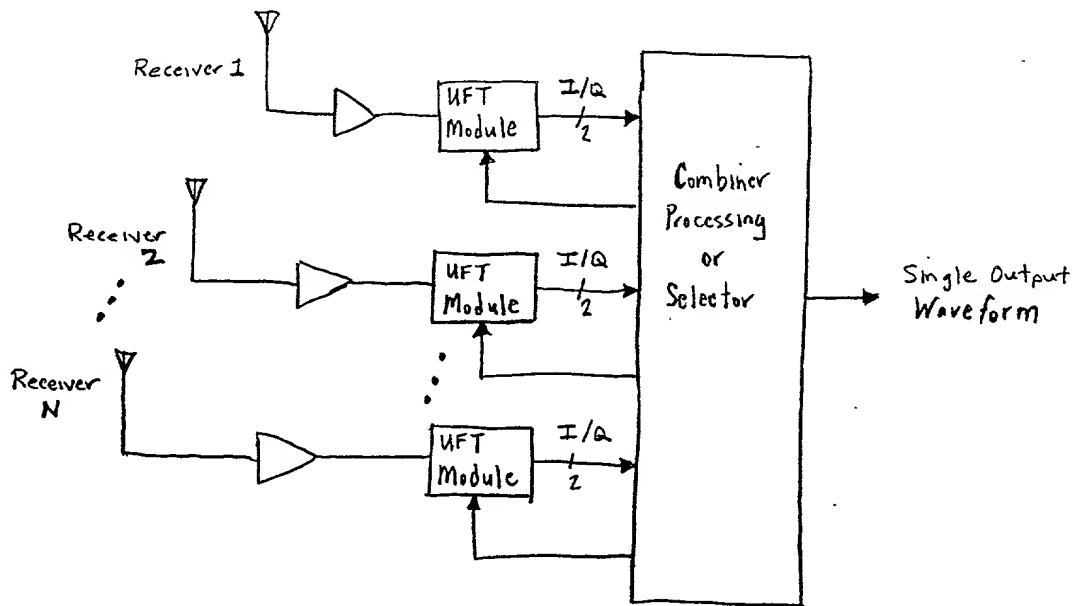 Receiver 1
UFT
Module
I/Q
2
Receiver
2
UFT
Module
I/Q
2
Receiver
N
UFT
Module
I/Q
2
Combiner
Processing
or
Selector
Single Output
Waveform